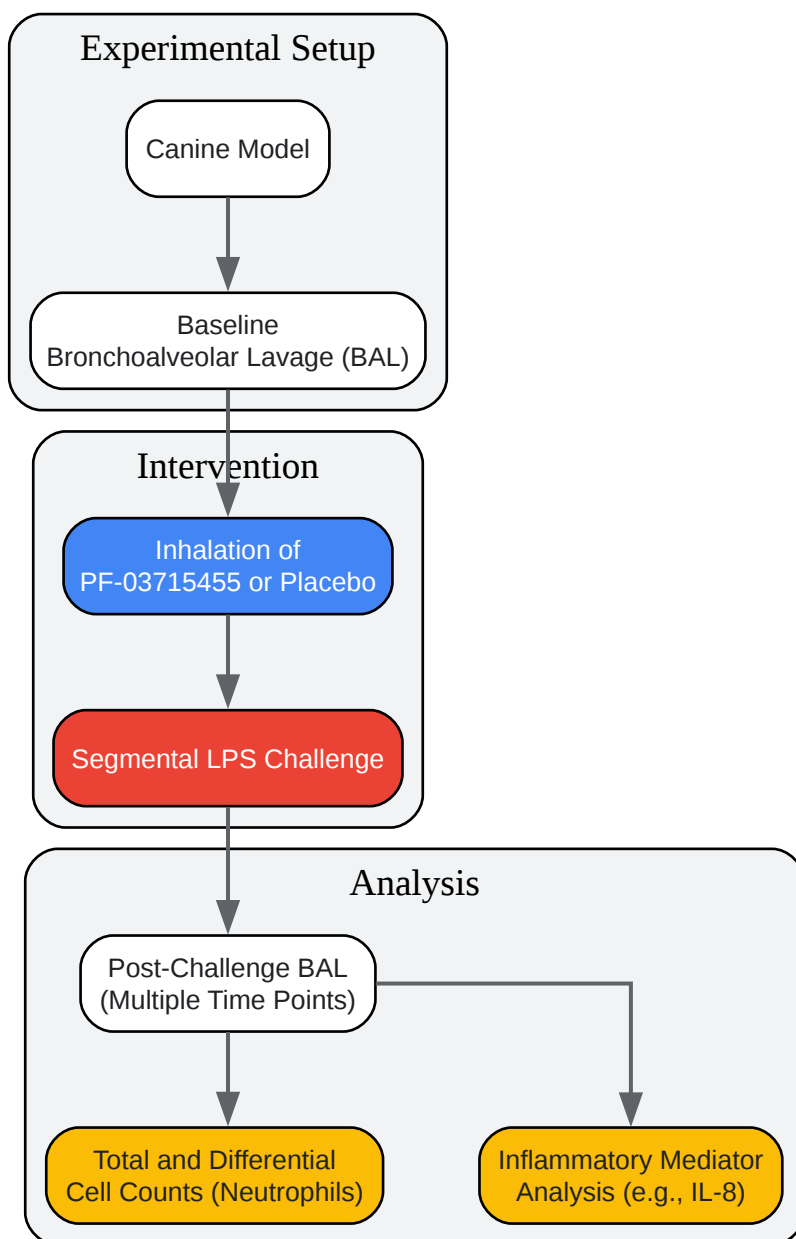 Experimental Setup
Canine Model
Baseline
Bronchoalveolar Lavage (BAL)
Intervention
Inhalation of
PF-03715455 or Placebo
Segmental LPS Challenge
Analysis
Post-Challenge BAL
(Multiple Time Points)
Total and Differential
Cell Counts (Neutrophils)
Inflammatory Mediator
Analysis (e.g., IL-8)